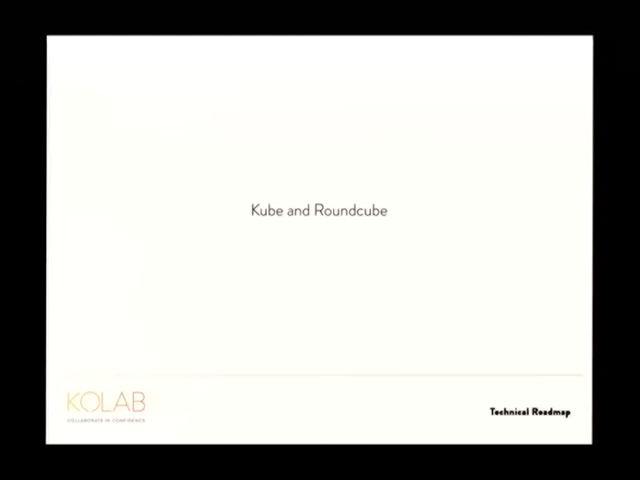 Kube and Roundcube
KOLAB
COLLABORATE IN CONFIDENCE
Technical Roadmap